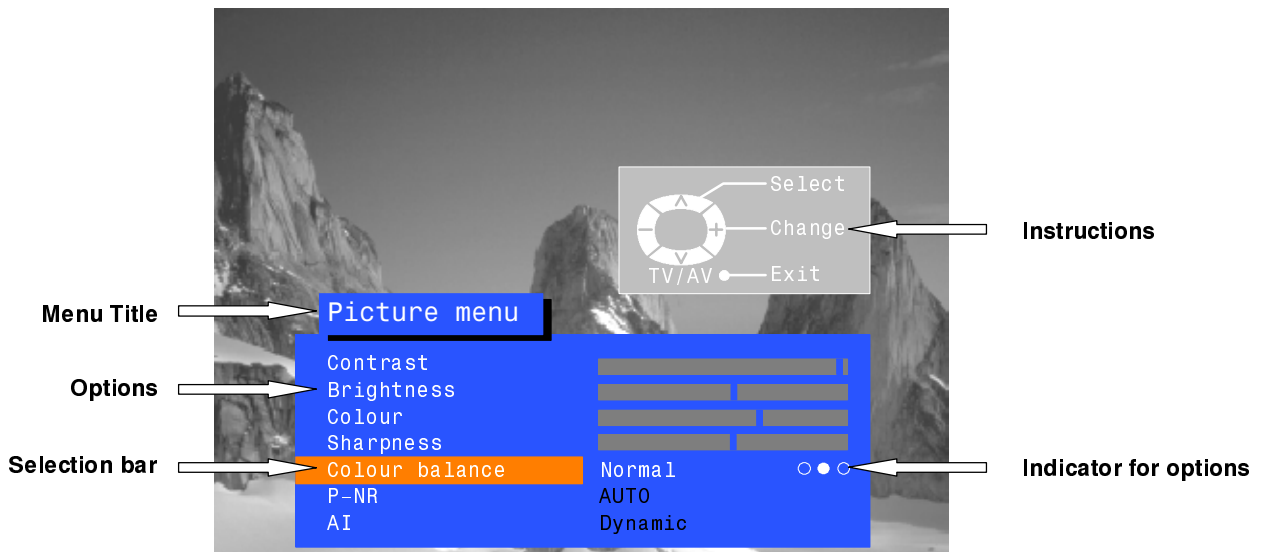 Select
Change
Instructions
TV/AV Exit
Menu Title
Picture menu
Contrast
Options
Brightness
Colour
Sharpness
Selection bar
Colour balance Normal
Indicator for options
P-NR AUTO
AI Dynamic